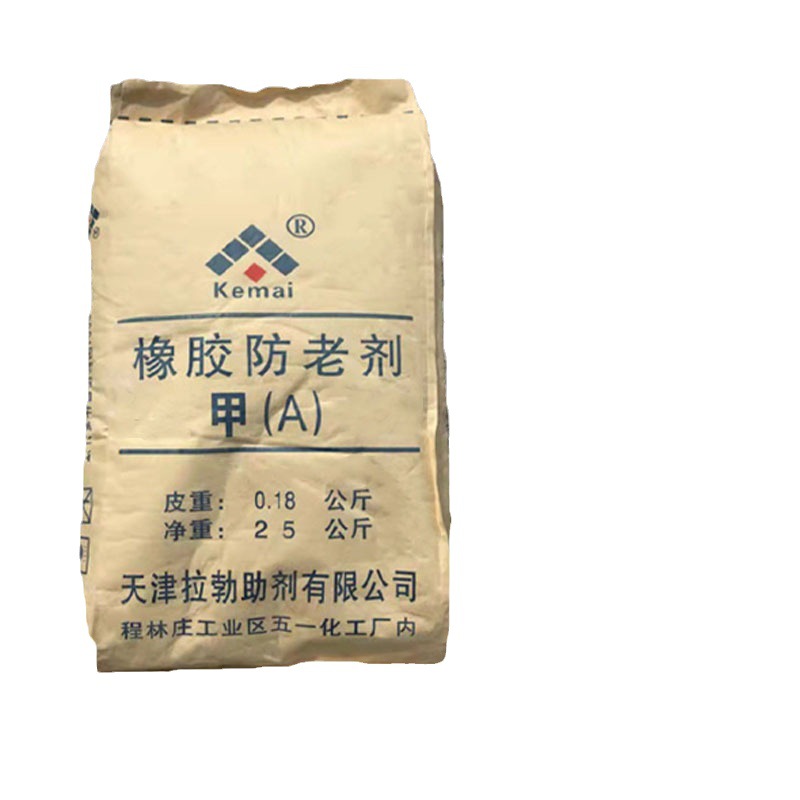 ®
Kemai
橡胶防老剂
甲(A)
皮重： 0.18 公斤
净重： 25 公斤
天津拉勃助剂有限公司
程林庄工业区五一化工厂内